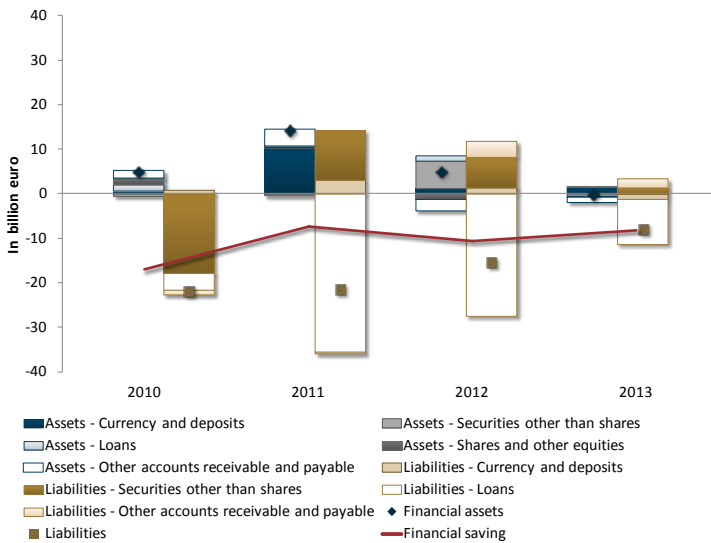 In billion euro
40
30
20
10
0
-10
-20
-30
-40
2010 2011 2012 2013
Assets - Currency and deposits Assets - Securities other than shares
Assets - Loans Assets - Shares and other equities
Assets - Other accounts receivable and payable Liabilities - Currency and deposits
Liabilities - Securities other than shares Liabilities - Loans
Liabilities - Other accounts receivable and payable Financial assets
Liabilities Financial saving